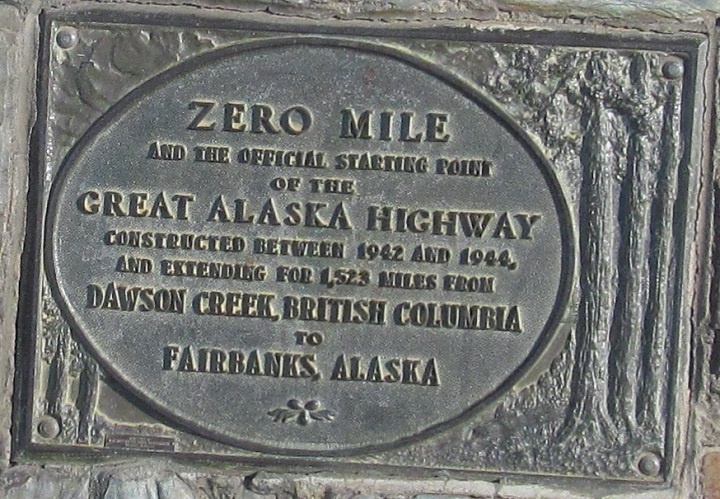 ZERO MILE
AND THE OFFICIAL STARTING POINT
OF THE
GREAT ALASKA HIGHWAY
CONSTRUCTED BETWEEN 1942 AND 1944,
AND EXTENDING FOR 1,523 MILES FROM
DAWSON CREEK, BRITISH COLUMBIA
TO
FAIRBANKS, ALASKA